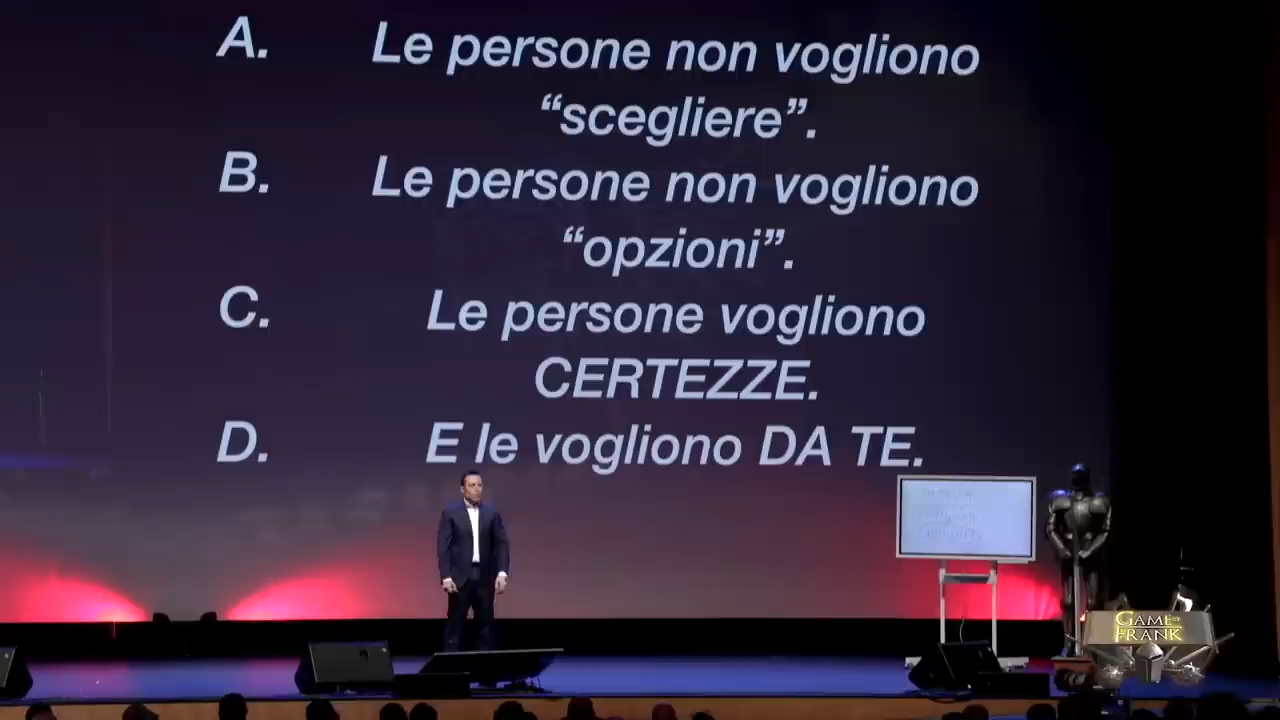 A. Le persone non vogliono
“scegliere”.
B. Le persone non vogliono
“opzioni”.
C. Le persone vogliono
CERTEZZE.
D. E le vogliono DA TE.
GAME OF
FRANK